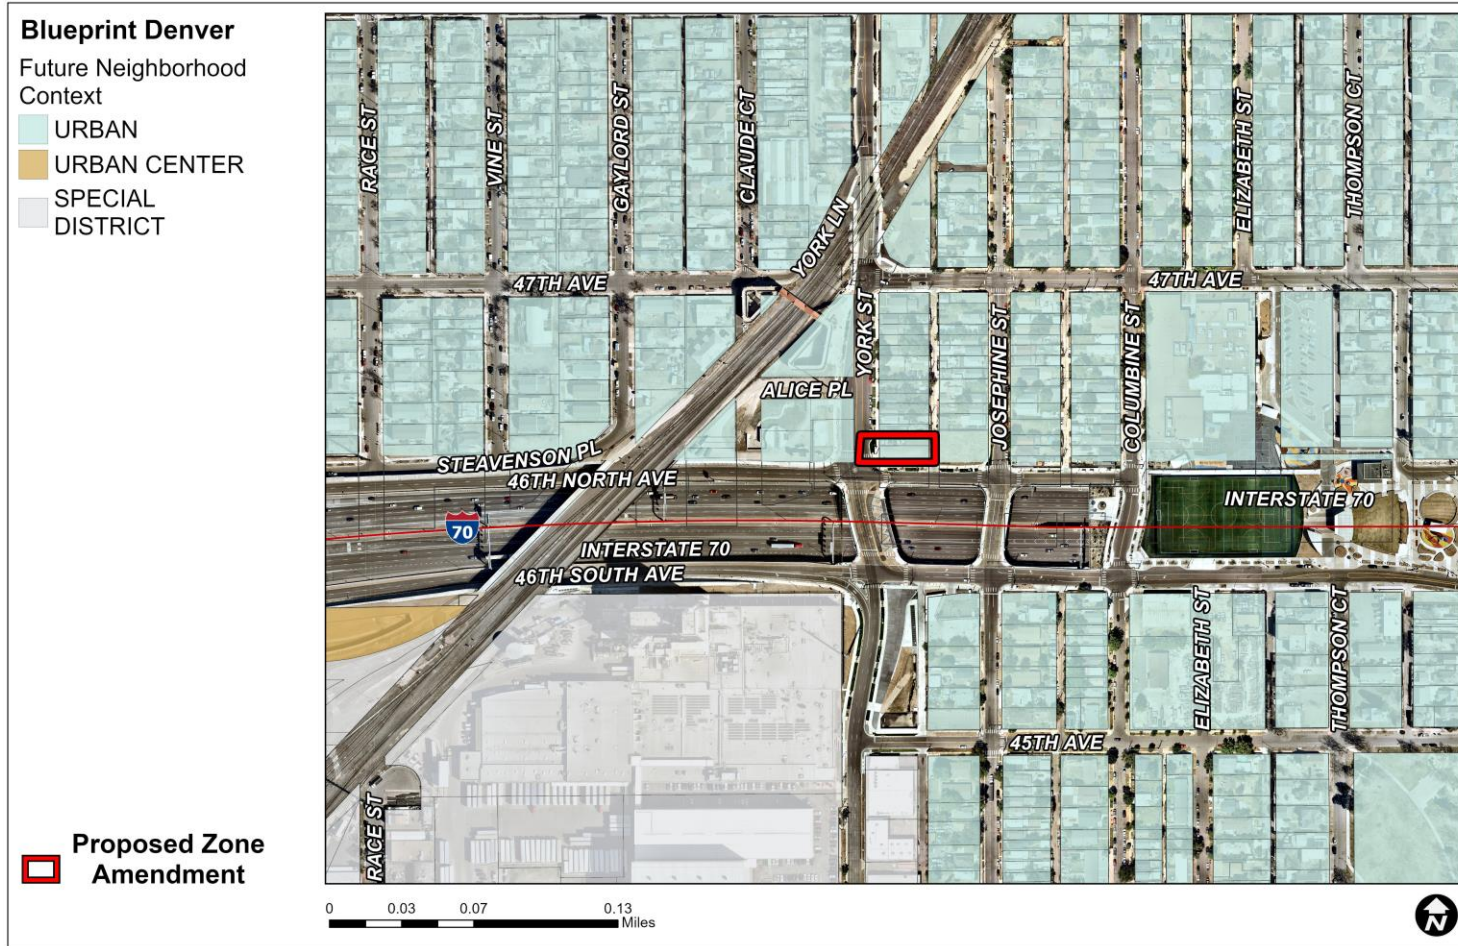 Blueprint Denver
Future Neighborhood
Context
URBAN
URBAN CENTER
SPECIAL
DISTRICT
Proposed Zone
Amendment
RACE ST
VINE ST
GAYLORD ST
CLAUDE CT
YORK LN
ELIZABETH ST
THOMPSON CT
47TH AVE
47TH AVE
YORK ST
JOSEPHINE ST
COLUMBINE ST
ALICE PL
STEAVENSON PL
46TH NORTH AVE
INTERSTATE 70
70
INTERSTATE 70
46TH SOUTH AVE
ELIZABETH ST
THOMPSON CT
45TH AVE
RACE ST
0 0.03 0.07 0.13
Miles
N